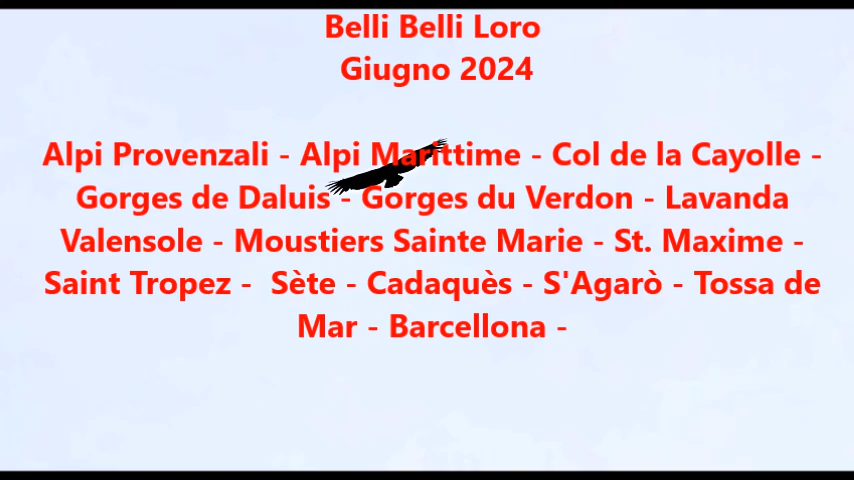 Belli Belli Loro
Giugno 2024
Alpi Provenzali - Alpi Marittime - Col de la Cayolle -
Gorges de Daluis - Gorges du Verdon - Lavanda
Valensole - Moustiers Sainte Marie - St. Maxime -
Saint Tropez -  Sète - Cadaquès - S'Agarò - Tossa de
Mar - Barcellona -